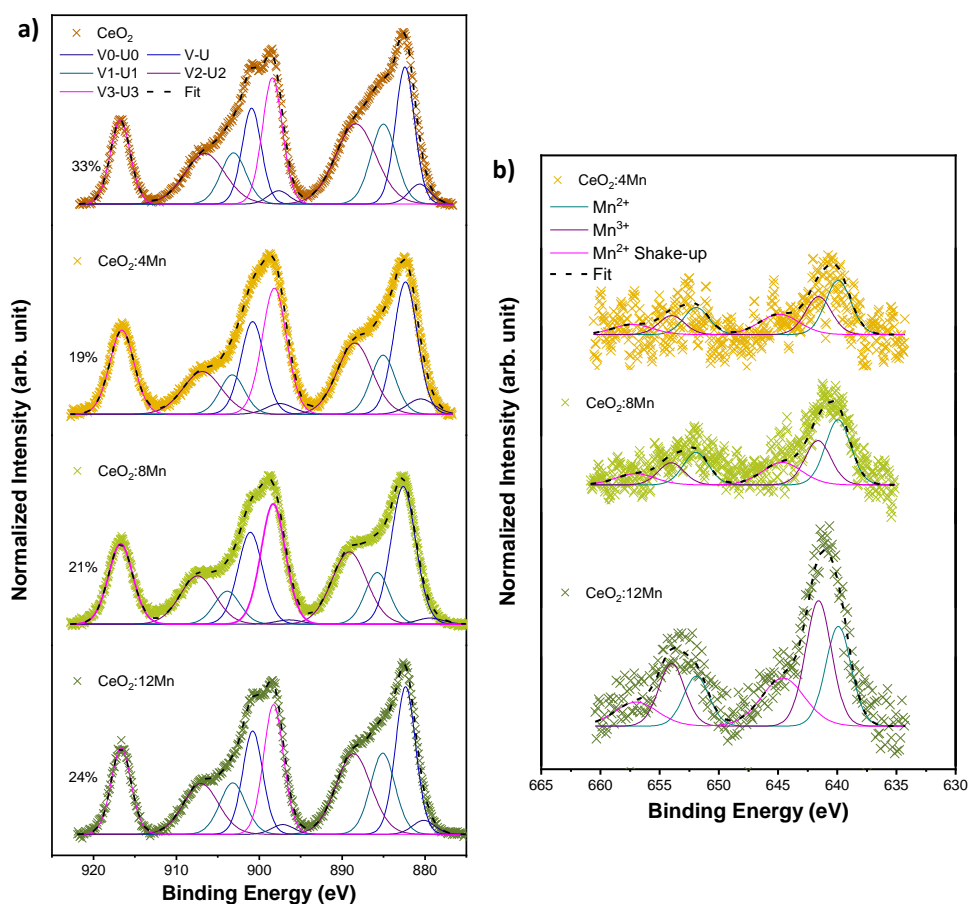 a)
CeO₂
V0-U0 V-U
V1-U1 V2-U2
V3-U3 Fit
33%
CeO₂:4Mn
19%
CeO₂:8Mn
21%
CeO₂:12Mn
24%
Normalized Intensity (arb. unit)
920 910 900 890 880
Binding Energy (eV)
b)
CeO₂:4Mn
Mn²⁺
Mn³⁺
Mn²⁺ Shake-up
Fit
CeO₂:8Mn
CeO₂:12Mn
Normalized Intensity (arb. unit)
665 660 655 650 645 640 635 630
Binding Energy (eV)